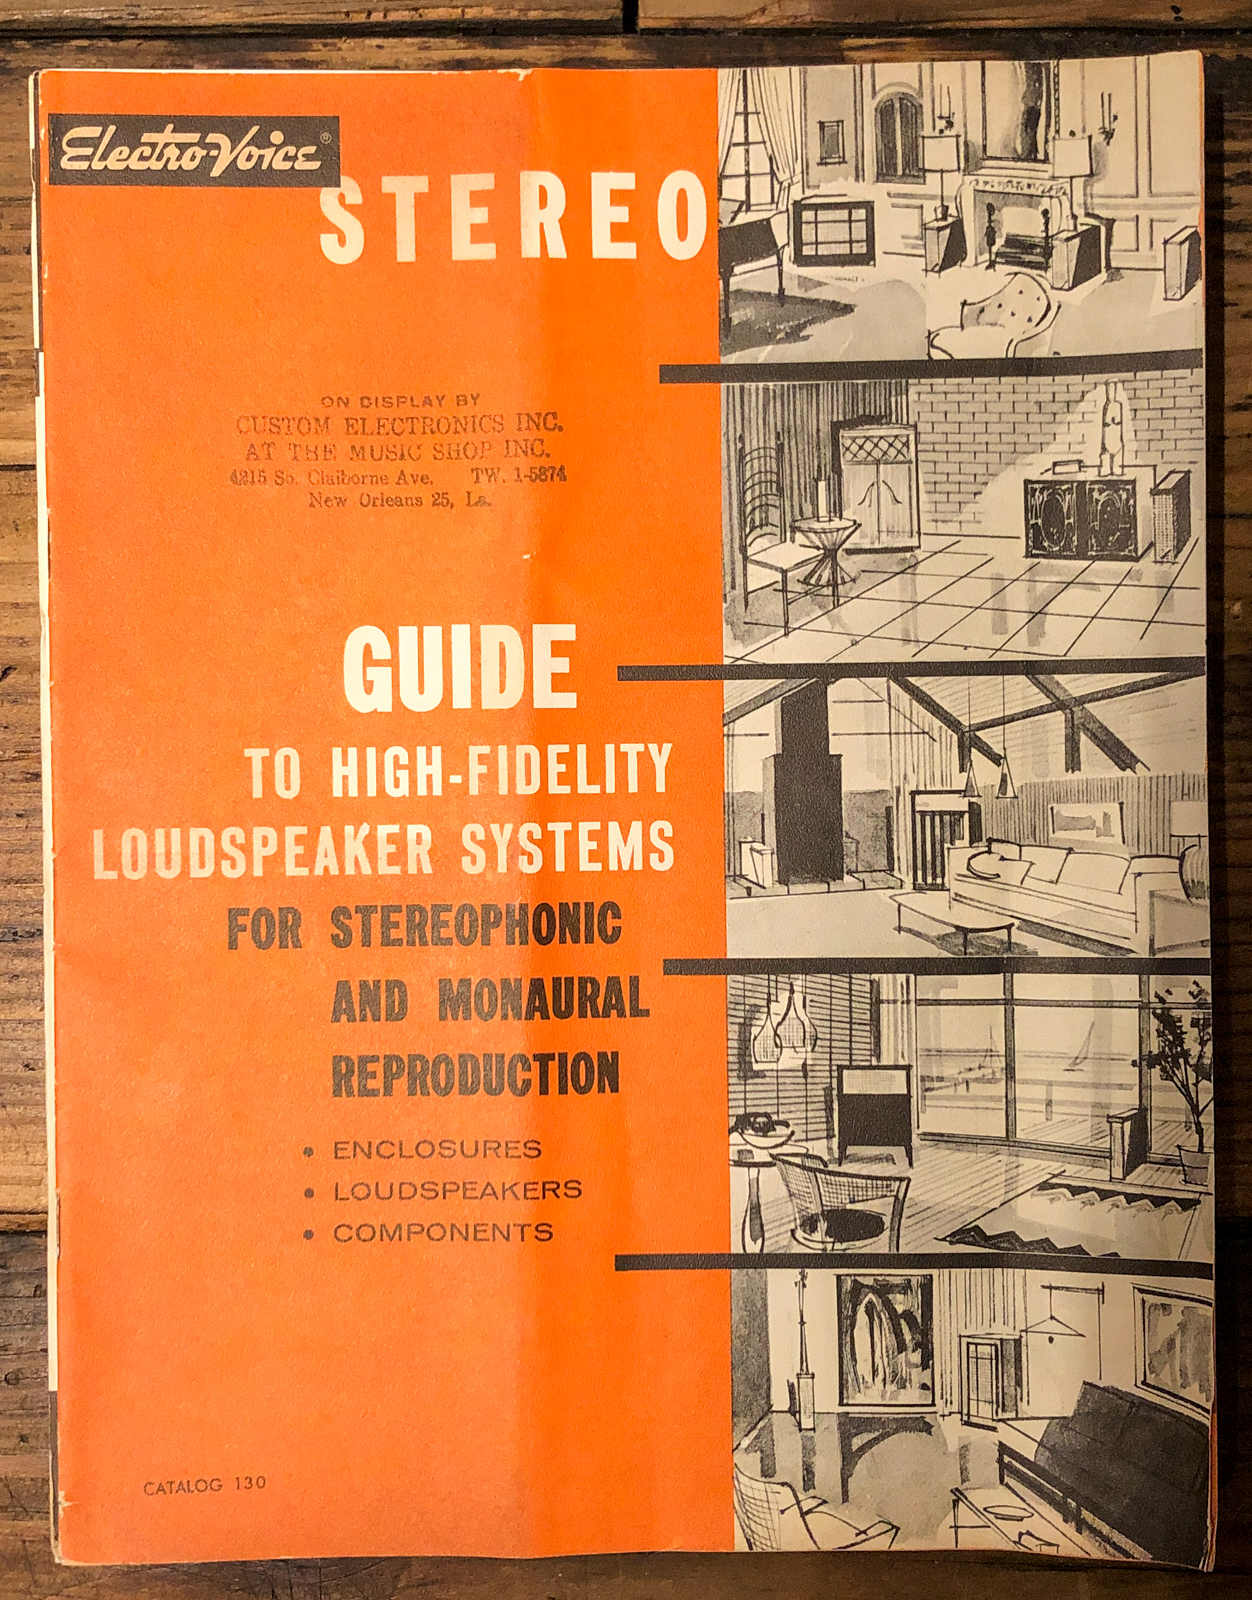 Electro-Voice®
STEREO
ON DISPLAY BY
CUSTOM ELECTRONICS INC.
AT THE MUSIC SHOP INC.
4215 So. Claiborne Ave. TW. 1-5874
New Orleans 25, La.
GUIDE
TO HIGH-FIDELITY
LOUDSPEAKER SYSTEMS
FOR STEREOPHONIC
AND MONAURAL
REPRODUCTION
• ENCLOSURES
• LOUDSPEAKERS
• COMPONENTS
CATALOG 130